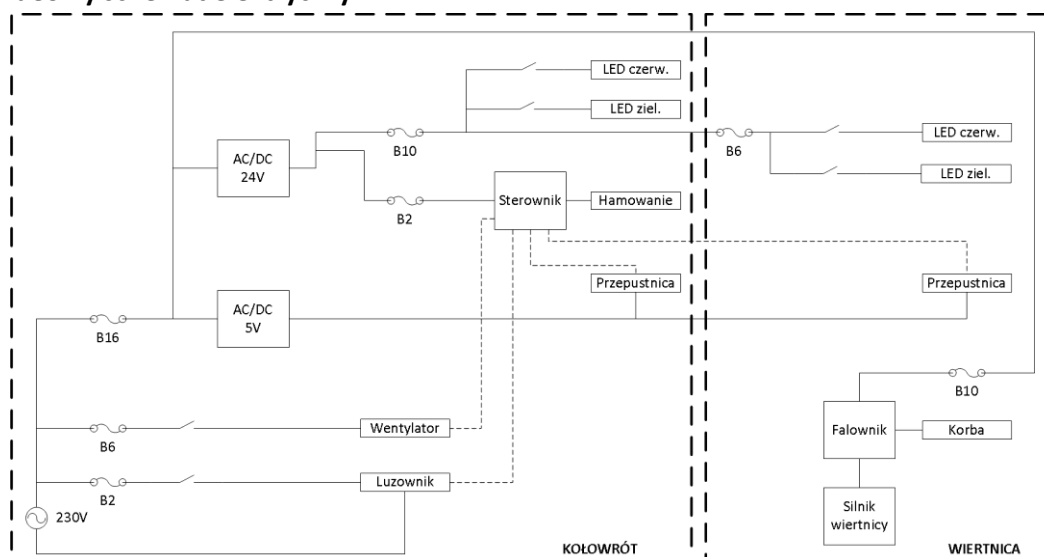 LED czerw.
LED ziel.
B10
B6
LED czerw.
LED ziel.
AC/DC
24V
B2
Sterownik
Hamowanie
Przepustnica
Przepustnica
AC/DC
5V
B16
B10
Wentylator
B6
Falownik
Korba
Luzownik
B2
230V
Silnik
wiertnicy
KOŁOWRÓT
WIERTNICA